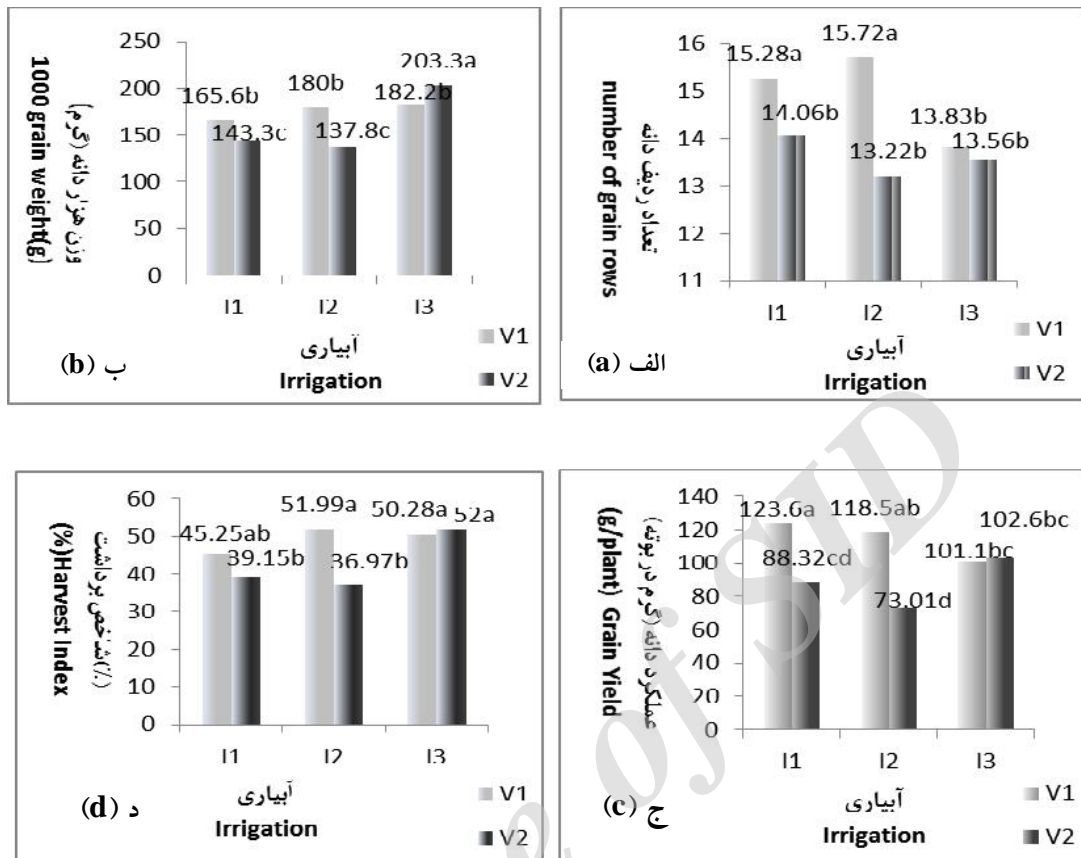 16
15
14
13
12
11
15.28a
14.06b
15.72a
13.22b
13.83b
13.56b
تعداد ردیف دانه
number of grain rows
I1 I2 I3
آبیاری
Irrigation
V1
V2
الف (a)
250
200
150
100
50
0
165.6b
143.3c
180b
137.8c
182.2b
203.3a
وزن هزار دانه (گرم)
1000 grain weight(g)
I1 I2 I3
آبیاری
Irrigation
V1
V2
ب (b)
140
120
100
80
60
40
20
0
123.6a
88.32cd
118.5ab
73.01d
101.1bc
102.6bc
عملکرد دانه (گرم در بوته)
(g/plant) Grain Yield
I1 I2 I3
آبیاری
Irrigation
V1
V2
ج (c)
60
50
40
30
20
10
0
45.25ab
39.15b
51.99a
36.97b
50.28a
52a
شاخص برداشت(٪)
(%)Harvest Index
I1 I2 I3
آبیاری
Irrigation
V1
V2
د (d)
e of SID